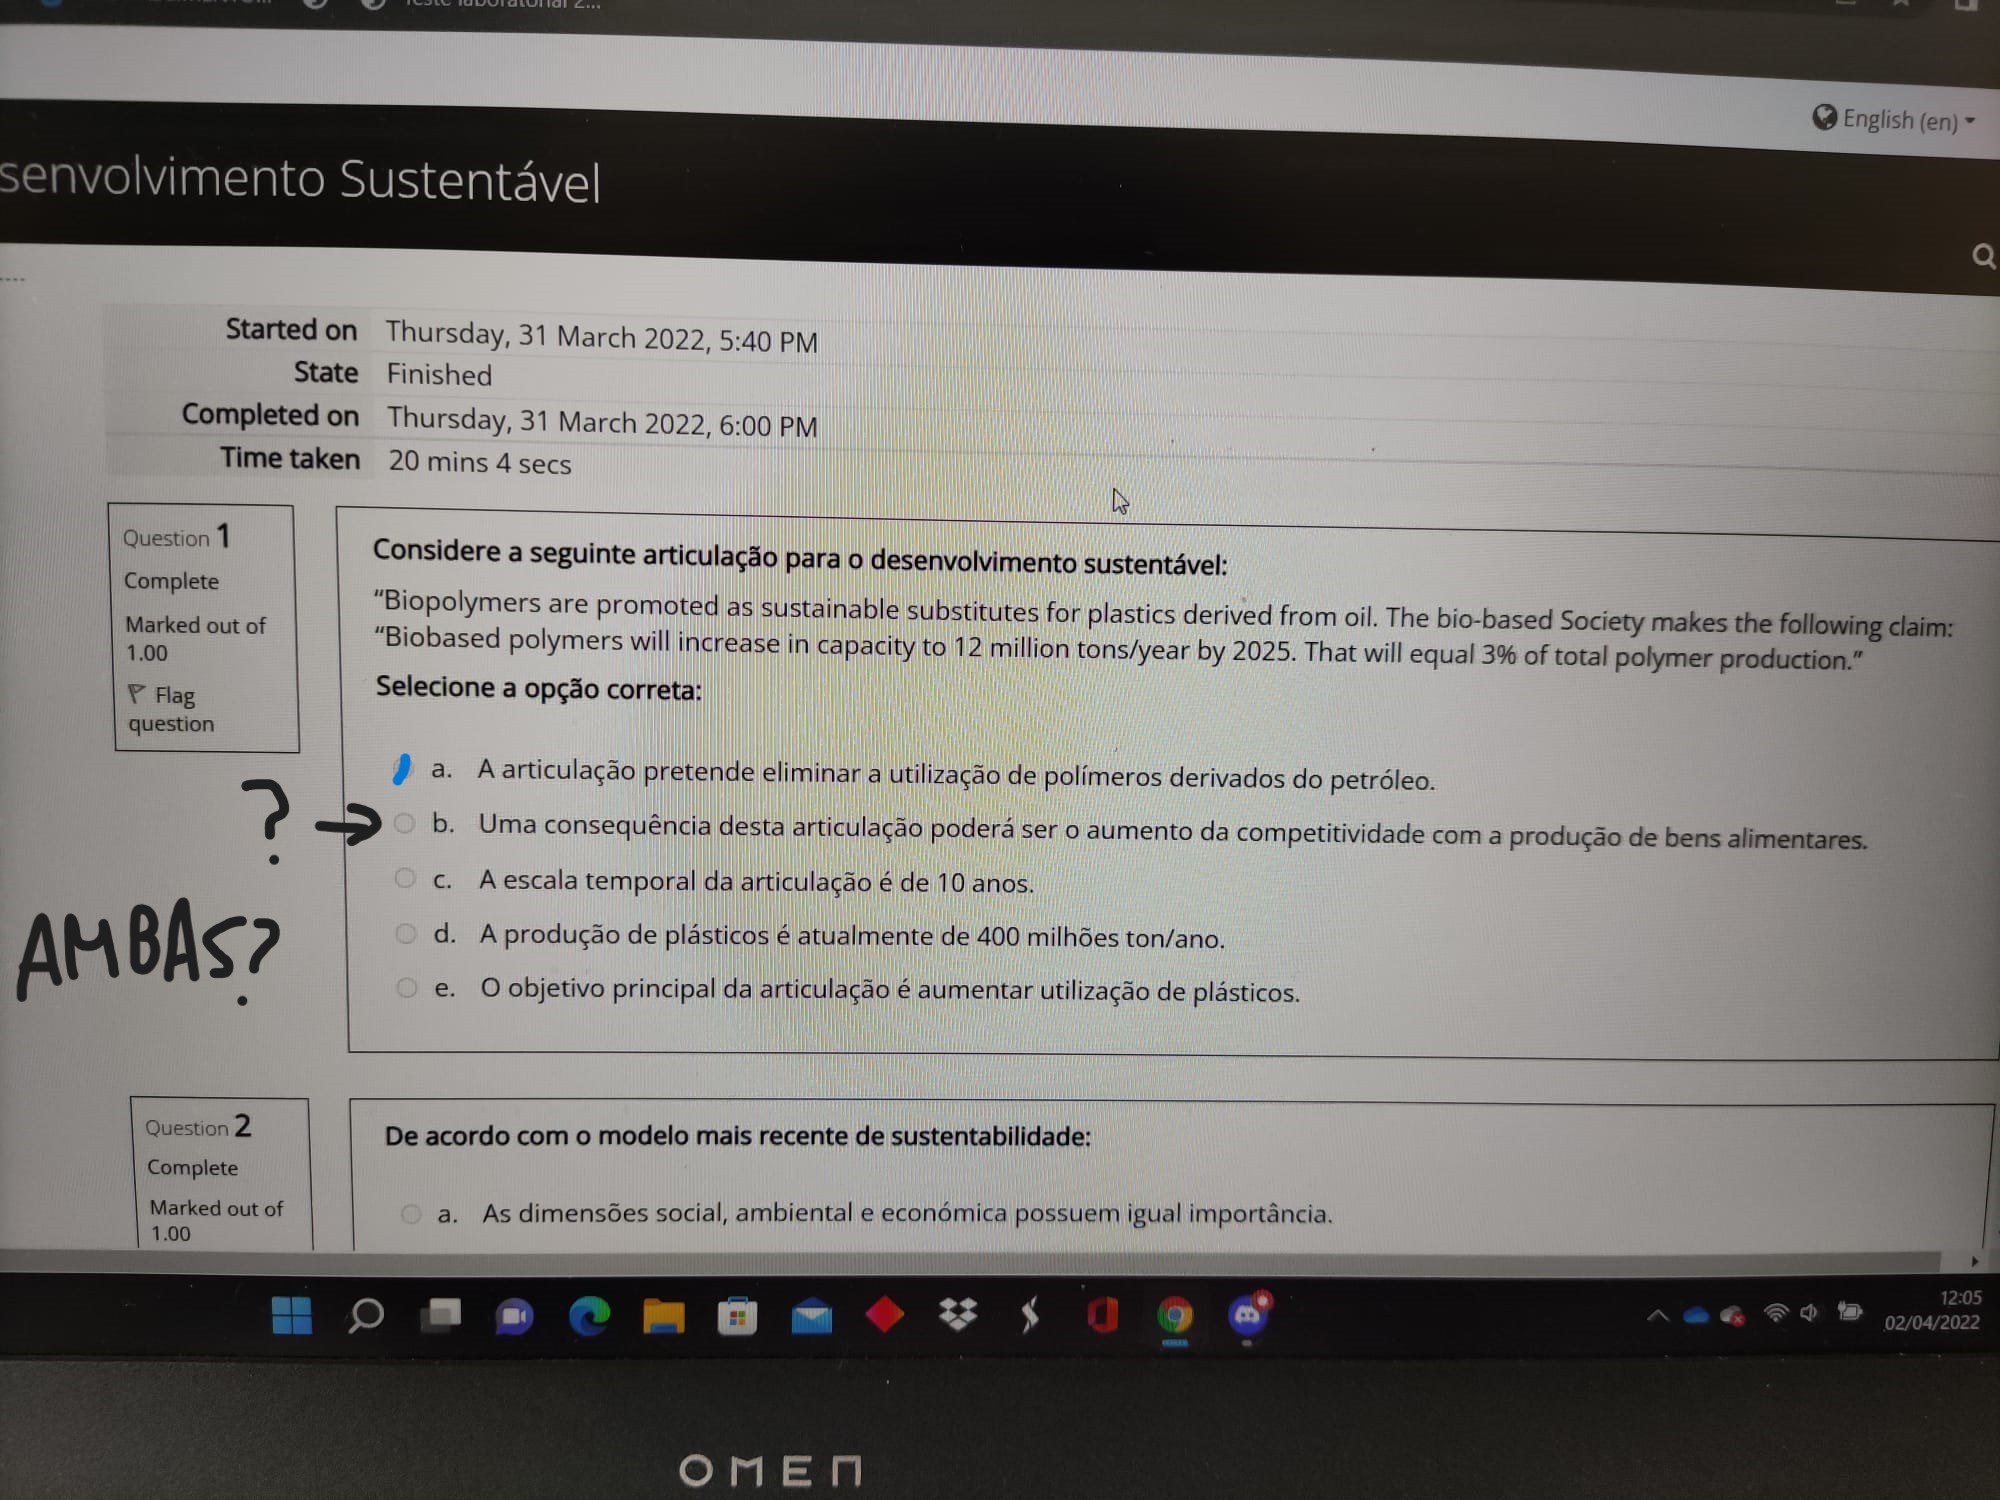 English (en)
senvolvimento Sustentável
Started on Thursday, 31 March 2022, 5:40 PM
State Finished
Completed on Thursday, 31 March 2022, 6:00 PM
Time taken 20 mins 4 secs
Question 1
Complete
Marked out of
1.00
Flag
question
Considere a seguinte articulação para o desenvolvimento sustentável:
“Biopolymers are promoted as sustainable substitutes for plastics derived from oil. The bio-based Society makes the following claim:
“Biobased polymers will increase in capacity to 12 million tons/year by 2025. That will equal 3% of total polymer production.”
Selecione a opção correta:
a. A articulação pretende eliminar a utilização de polímeros derivados do petróleo.
? → b. Uma consequência desta articulação poderá ser o aumento da competitividade com a produção de bens alimentares.
c. A escala temporal da articulação é de 10 anos.
AMBAS?
d. A produção de plásticos é atualmente de 400 milhões ton/ano.
e. O objetivo principal da articulação é aumentar utilização de plásticos.
Question 2
Complete
Marked out of
1.00
De acordo com o modelo mais recente de sustentabilidade:
a. As dimensões social, ambiental e económica possuem igual importância.
12:05
02/04/2022
OMEN